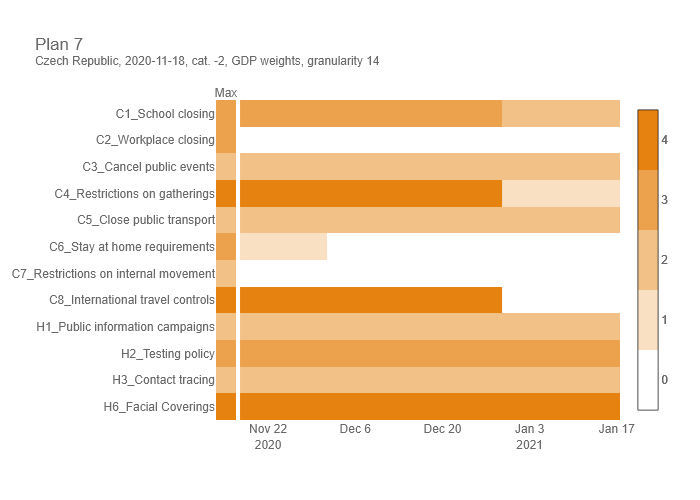 Plan 7
Czech Republic, 2020-11-18, cat. -2, GDP weights, granularity 14
Max
C1_School closing
C2_Workplace closing
C3_Cancel public events
C4_Restrictions on gatherings
C5_Close public transport
C6_Stay at home requirements
C7_Restrictions on internal movement
C8_International travel controls
H1_Public information campaigns
H2_Testing policy
H3_Contact tracing
H6_Facial Coverings
4
3
2
1
0
Nov 22 Dec 6 Dec 20 Jan 3 Jan 17
2020 2021